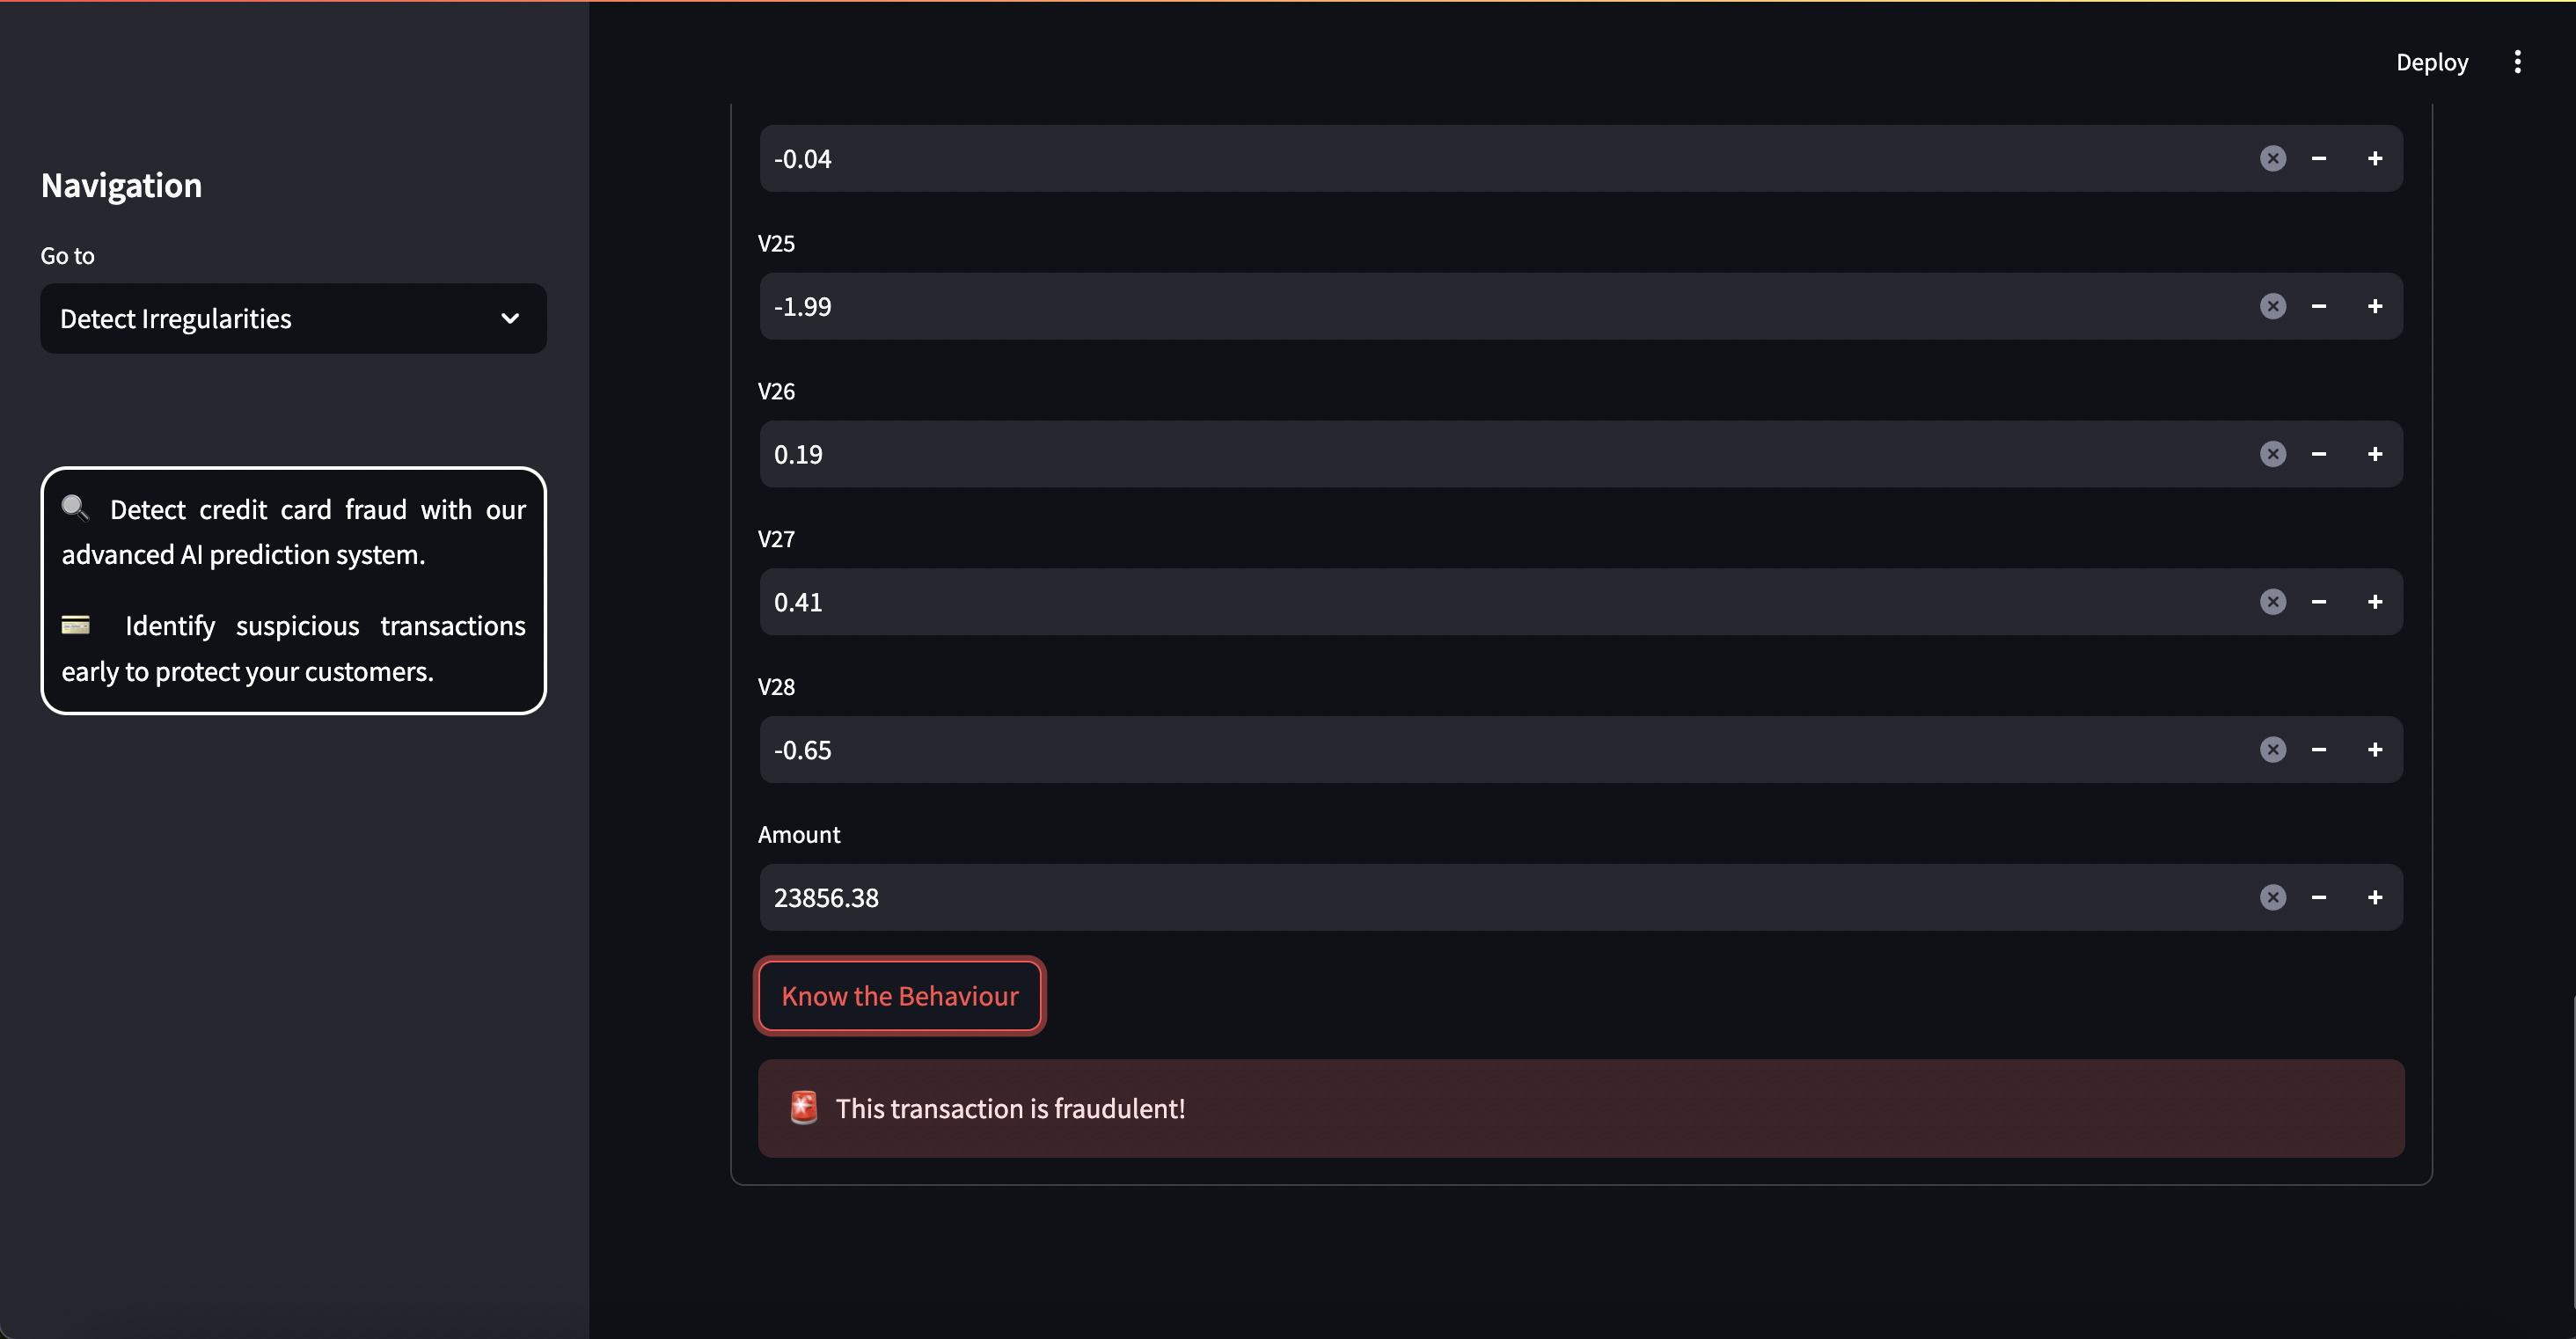 Deploy
Navigation
Go to
Detect Irregularities
🔍 Detect credit card fraud with our
advanced AI prediction system.
💳 Identify suspicious transactions
early to protect your customers.
-0.04
V25
-1.99
V26
0.19
V27
0.41
V28
-0.65
Amount
23856.38
Know the Behaviour
🚨 This transaction is fraudulent!